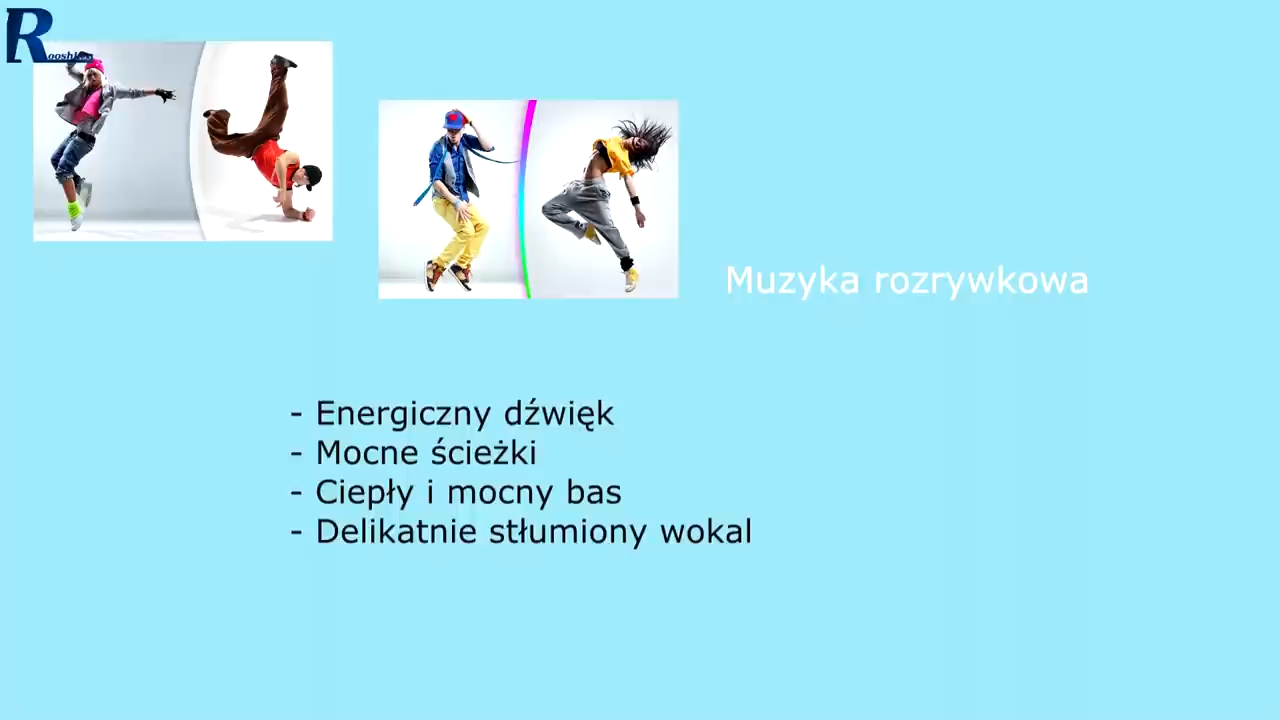 Muzyka rozrywkowa
- Energiczny dźwięk
- Mocne ścieżki
- Ciepły i mocny bas
- Delikatnie stłumiony wokal